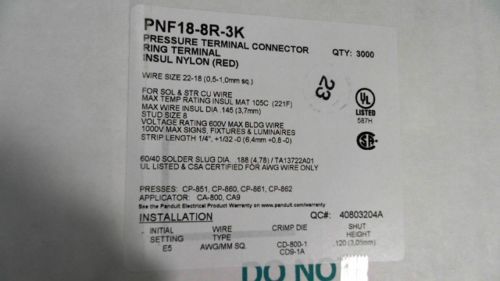 PNF18-8R-3K
PRESSURE TERMINAL CONNECTOR
RING TERMINAL
INSUL NYLON (RED)
QTY: 3000
WIRE SIZE 22-18 (0,5-1,0mm sq.)
23
FOR SOL & STR CU WIRE
MAX TEMP RATING INSUL MAT 105C (221F)
MAX WIRE INSUL DIA .145 (3,7mm)
STUD SIZE 8
VOLTAGE RATING 600V MAX BLDG WIRE
1000V MAX SIGNS, FIXTURES & LUMINAIRES
STRIP LENGTH 1/4", +1/32 -0 (6,4mm +0,8 -0)
UL
LISTED
587H
60/40 SOLDER SLUG DIA. .188 (4,78) / TA13722A01
UL LISTED & CSA CERTIFIED FOR AWG WIRE ONLY
PRESSES: CP-851, CP-860, CP-861, CP-862
APPLICATOR: CA-800, CA9
See the Panduit Electrical Product Warranty on www.panduit.com
INSTALLATION QC#: 40803204A
INITIAL WIRE CRIMP DIE SHUT
SETTING TYPE HEIGHT
E5 AWG/MM SQ. CD-800-1 .120 (3,05mm)
CD9-1A
DO NO